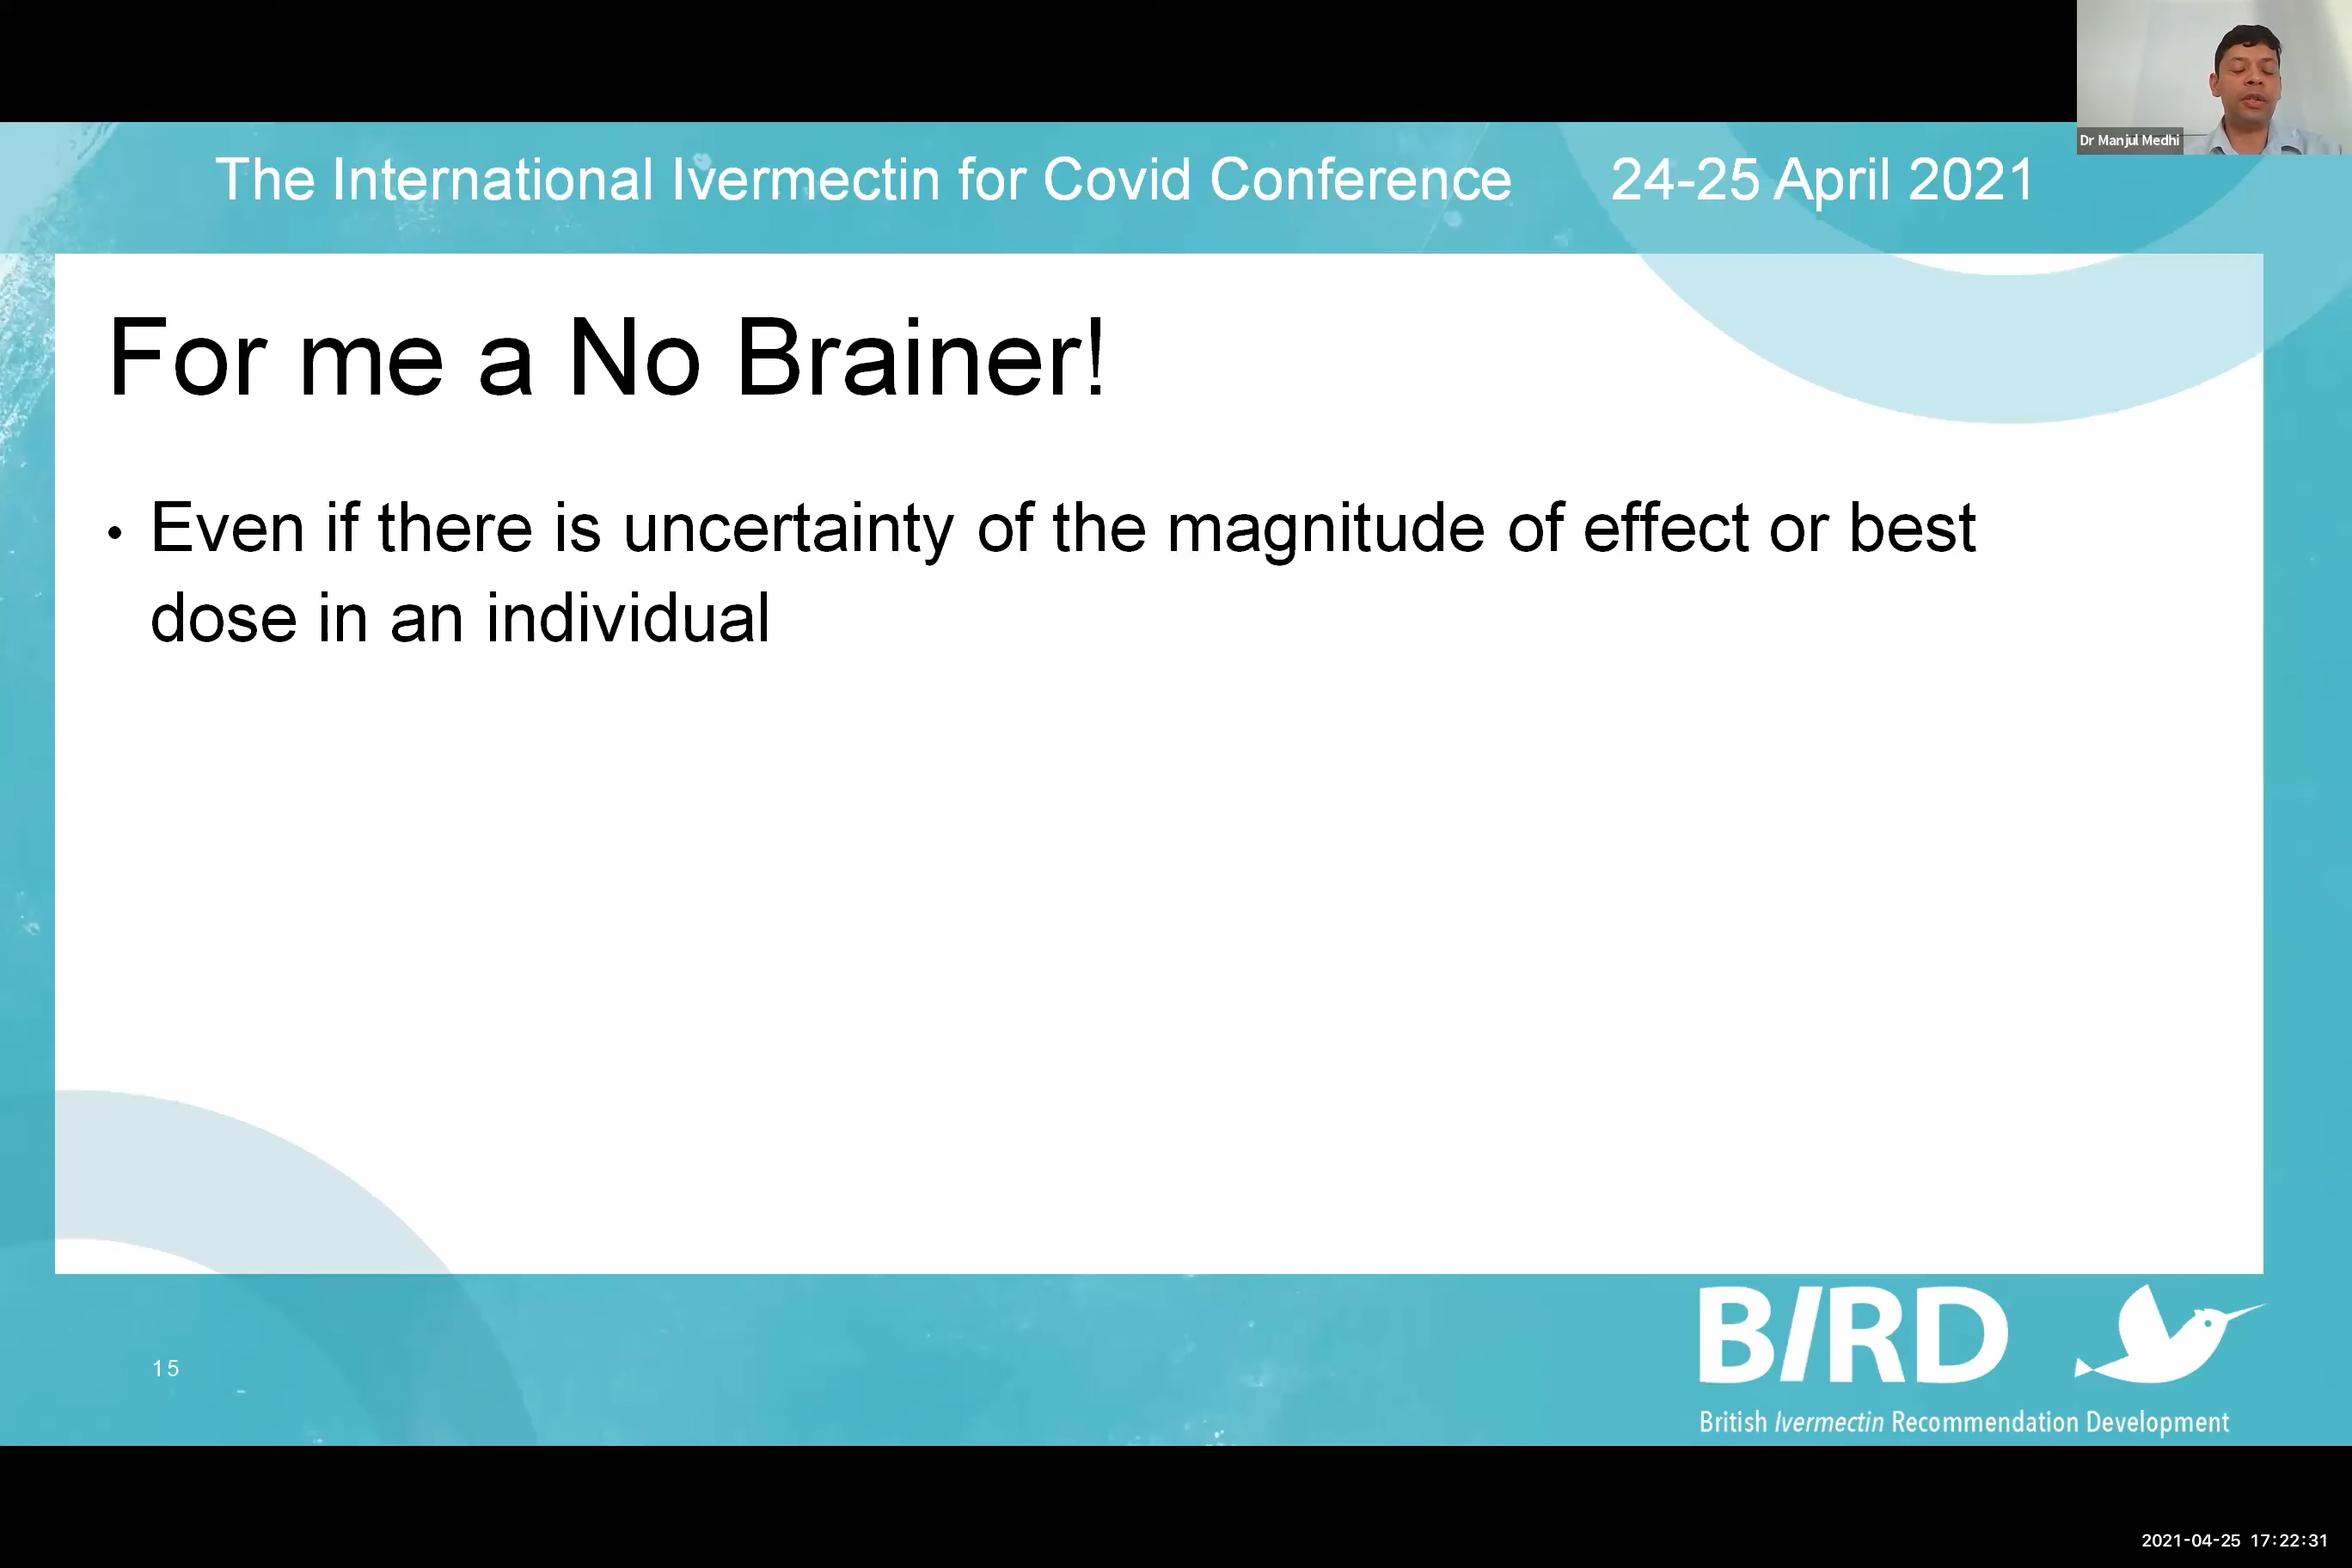 Dr Manjul Medhi
The International Ivermectin for Covid Conference 24-25 April 2021
For me a No Brainer!
• Even if there is uncertainty of the magnitude of effect or best
dose in an individual
15
BIRD
British Ivermectin Recommendation Development
2021-04-25 17:22:31